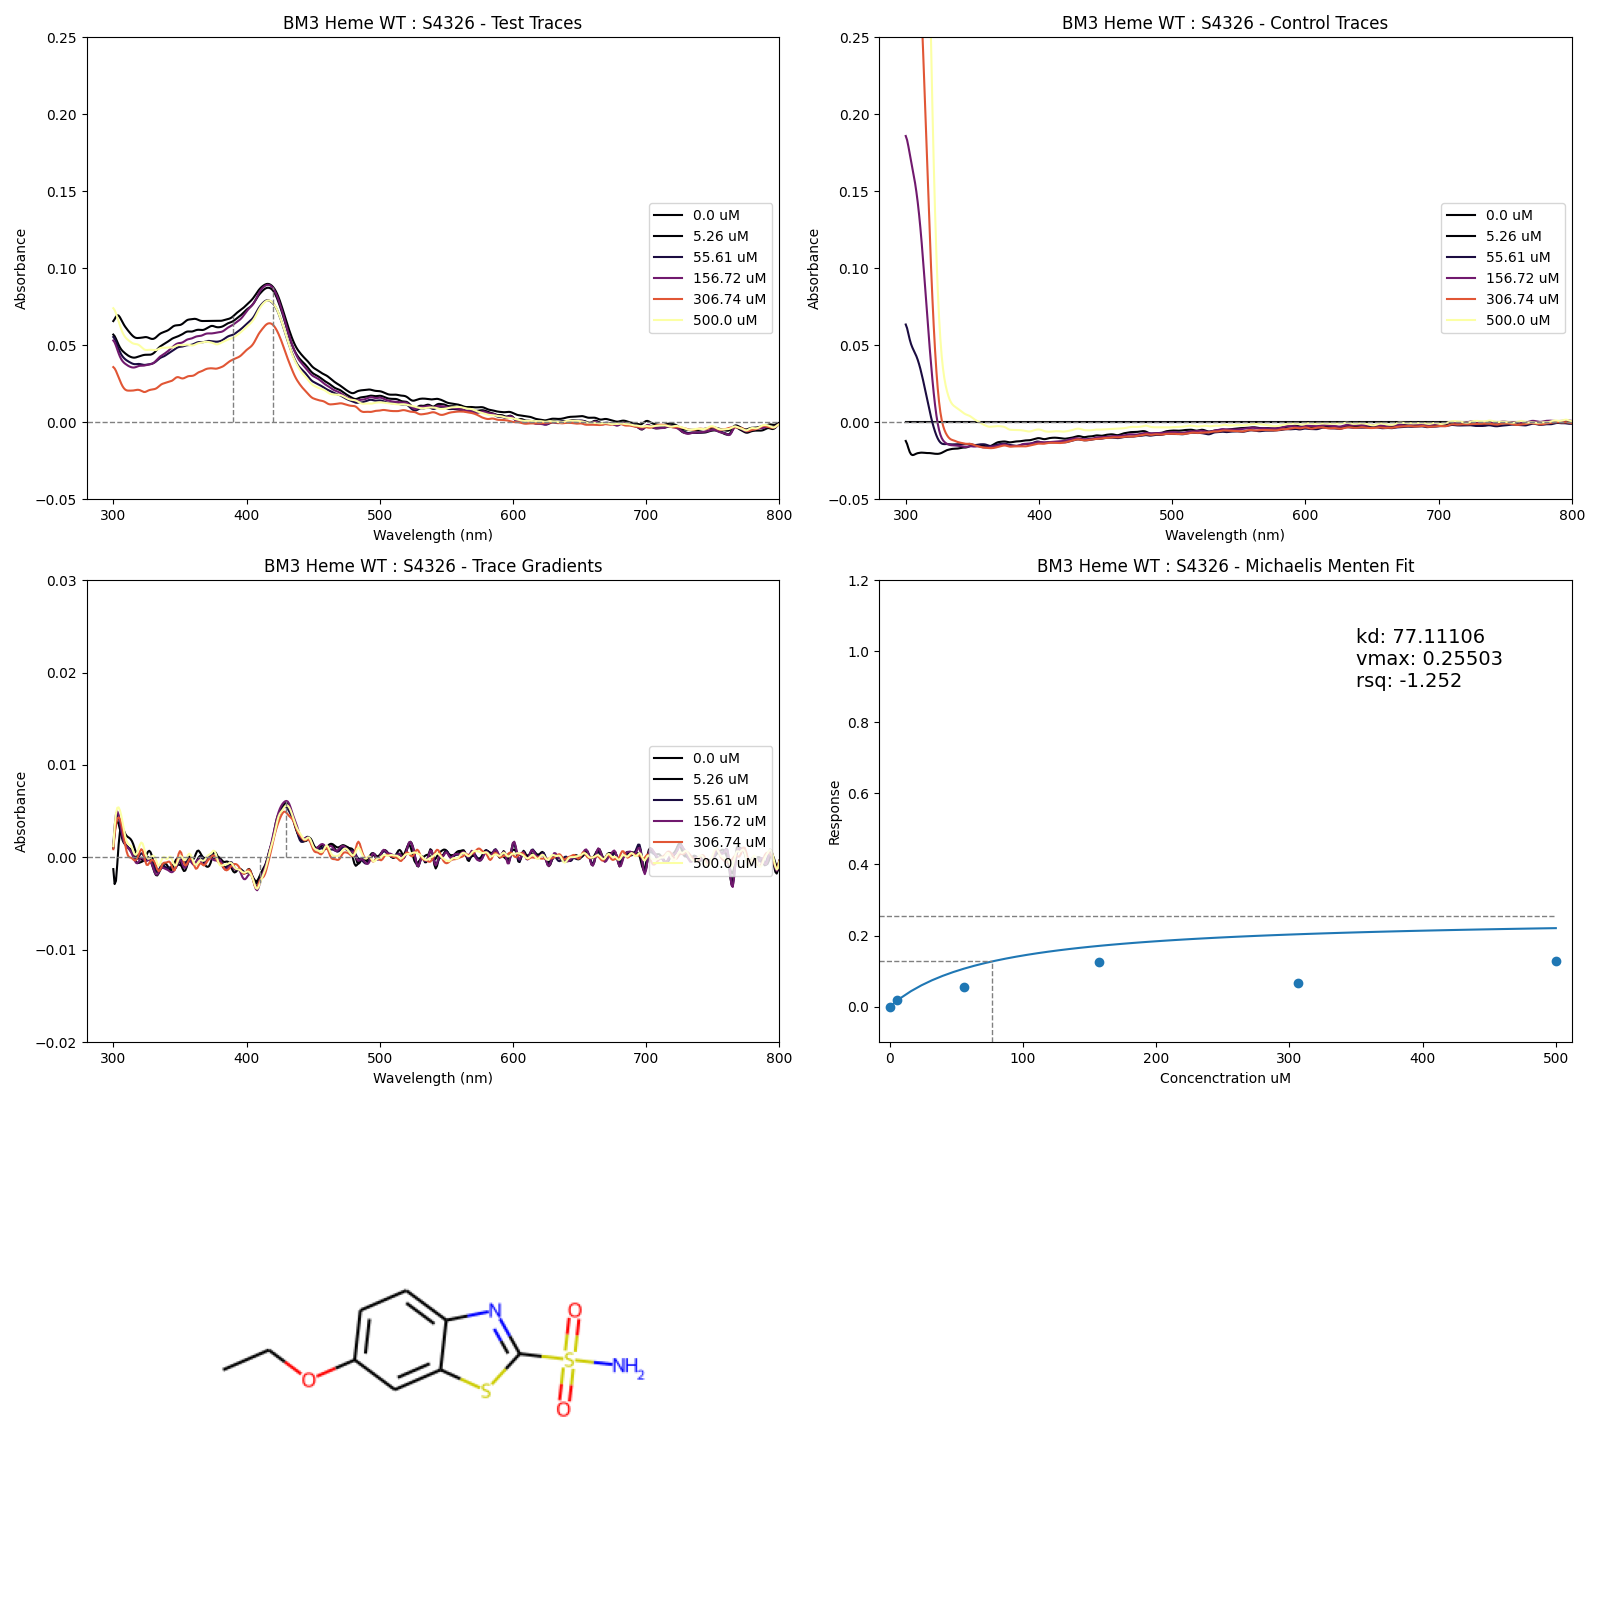 BM3 Heme WT : S4326 - Test Traces
0.25
0.20
0.15
0.10
0.05
0.00
−0.05
Absorbance
300 400 500 600 700 800
Wavelength (nm)
0.0 uM
5.26 uM
55.61 uM
156.72 uM
306.74 uM
500.0 uM
BM3 Heme WT : S4326 - Control Traces
0.25
0.20
0.15
0.10
0.05
0.00
−0.05
Absorbance
300 400 500 600 700 800
Wavelength (nm)
0.0 uM
5.26 uM
55.61 uM
156.72 uM
306.74 uM
500.0 uM
BM3 Heme WT : S4326 - Trace Gradients
0.03
0.02
0.01
0.00
−0.01
−0.02
Absorbance
300 400 500 600 700 800
Wavelength (nm)
0.0 uM
5.26 uM
55.61 uM
156.72 uM
306.74 uM
500.0 uM
BM3 Heme WT : S4326 - Michaelis Menten Fit
1.2
1.0
0.8
0.6
0.4
0.2
0.0
Response
0 100 200 300 400 500
Concenctration uM
kd: 77.11106
vmax: 0.25503
rsq: -1.252
N
O
S
NH2
O
S
O